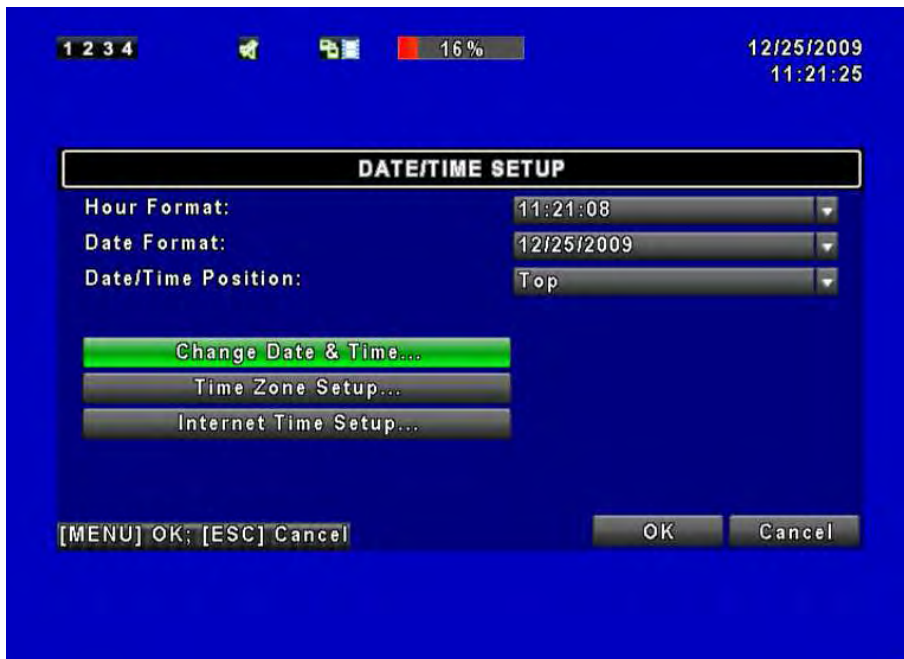 1 2 3 4 16% 12/25/2009
11:21:25
DATE/TIME SETUP
Hour Format: 11:21:08
Date Format: 12/25/2009
Date/Time Position: Top
Change Date & Time...
Time Zone Setup...
Internet Time Setup...
[MENU] OK; [ESC] Cancel OK Cancel